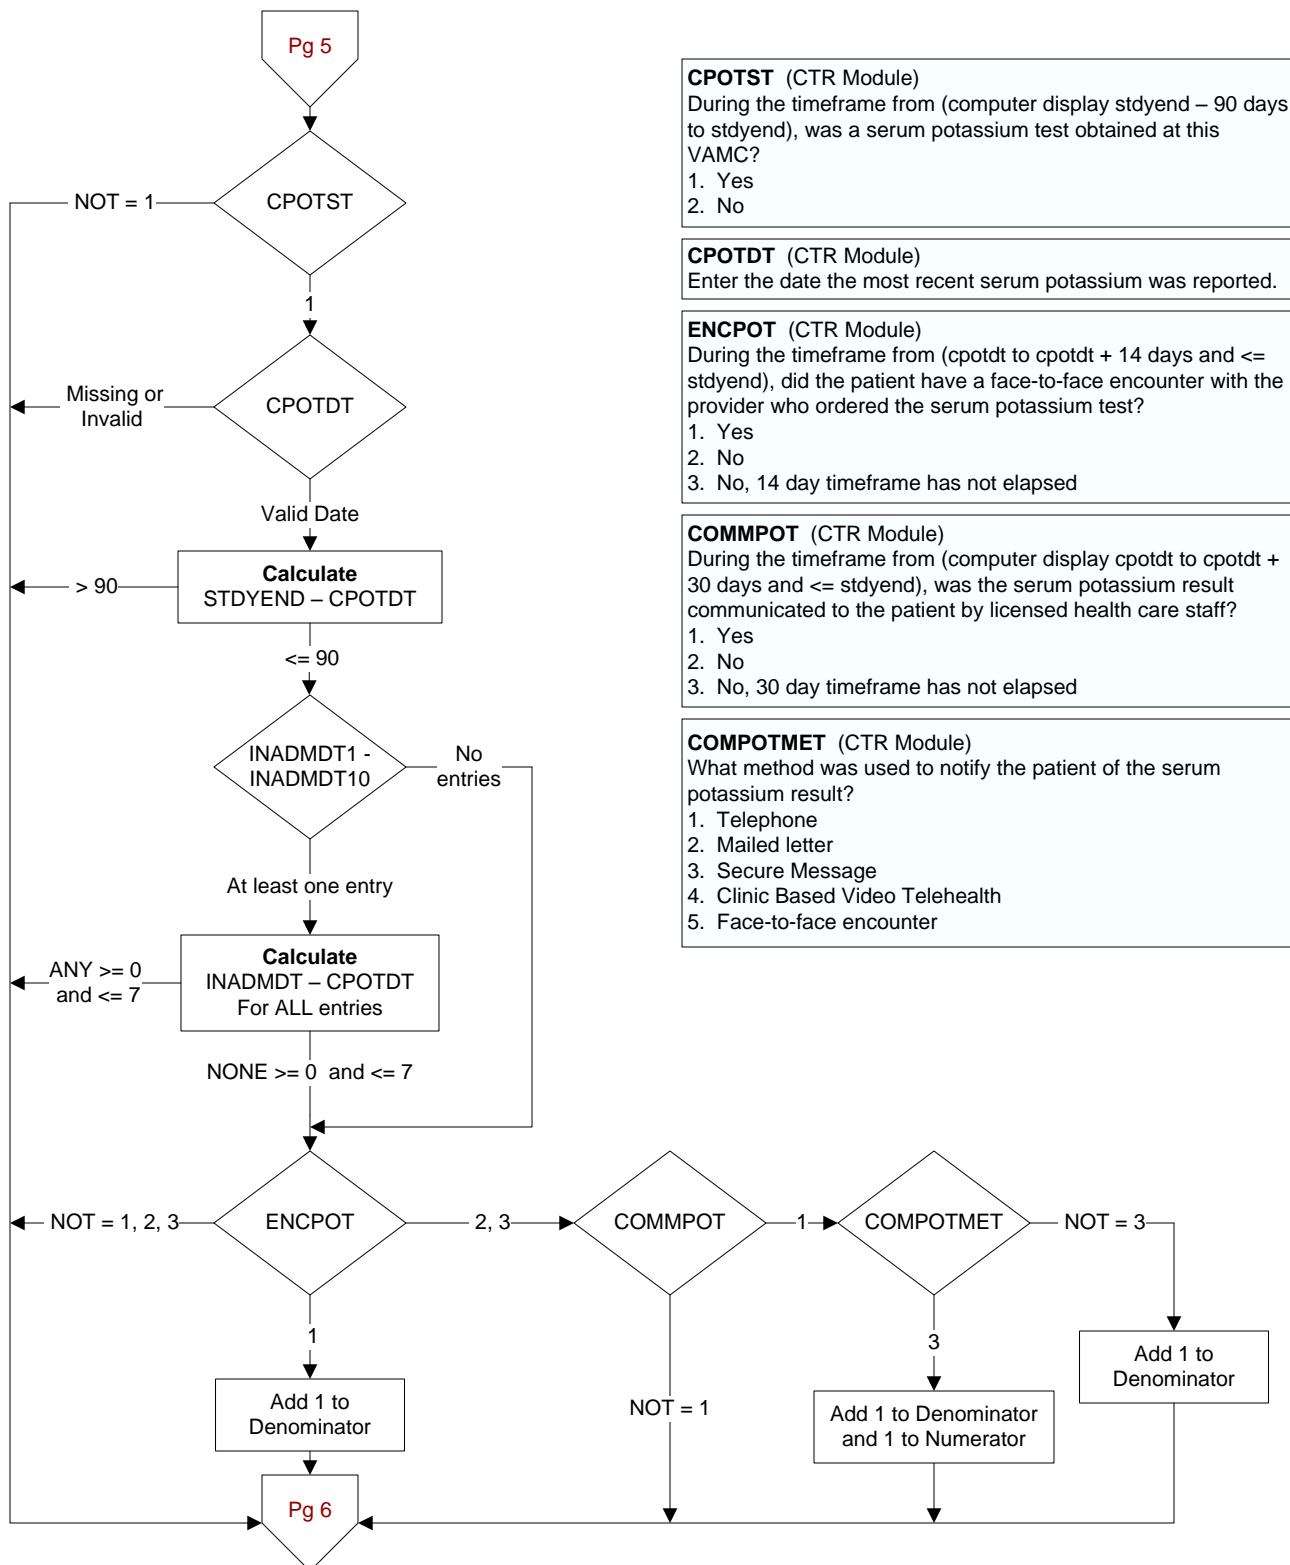 Pg 5
CPOTST
NOT = 1
1
CPOTDT
Missing or
Invalid
Valid Date
Calculate
STDYEND – CPOTDT
> 90
<= 90
INADMDT1 -
INADMDT10
No
entries
At least one entry
Calculate
INADMDT – CPOTDT
For ALL entries
ANY >= 0
and <= 7
NONE >= 0 and <= 7
ENCPOT
NOT = 1, 2, 3
2, 3
COMMPOT
1
COMPOTMET
NOT = 3
1
3
NOT = 1
Add 1 to
Denominator
Add 1 to Denominator
and 1 to Numerator
Add 1 to
Denominator
Pg 6
CPOTST (CTR Module)
During the timeframe from (computer display stdyend – 90 days
to stdyend), was a serum potassium test obtained at this
VAMC?
1. Yes
2. No
CPOTDT (CTR Module)
Enter the date the most recent serum potassium was reported.
ENCPOT (CTR Module)
During the timeframe from (cpotdt to cpotdt + 14 days and <=
stdyend), did the patient have a face-to-face encounter with the
provider who ordered the serum potassium test?
1. Yes
2. No
3. No, 14 day timeframe has not elapsed
COMMPOT (CTR Module)
During the timeframe from (computer display cpotdt to cpotdt +
30 days and <= stdyend), was the serum potassium result
communicated to the patient by licensed health care staff?
1. Yes
2. No
3. No, 30 day timeframe has not elapsed
COMPOTMET (CTR Module)
What method was used to notify the patient of the serum
potassium result?
1. Telephone
2. Mailed letter
3. Secure Message
4. Clinic Based Video Telehealth
5. Face-to-face encounter